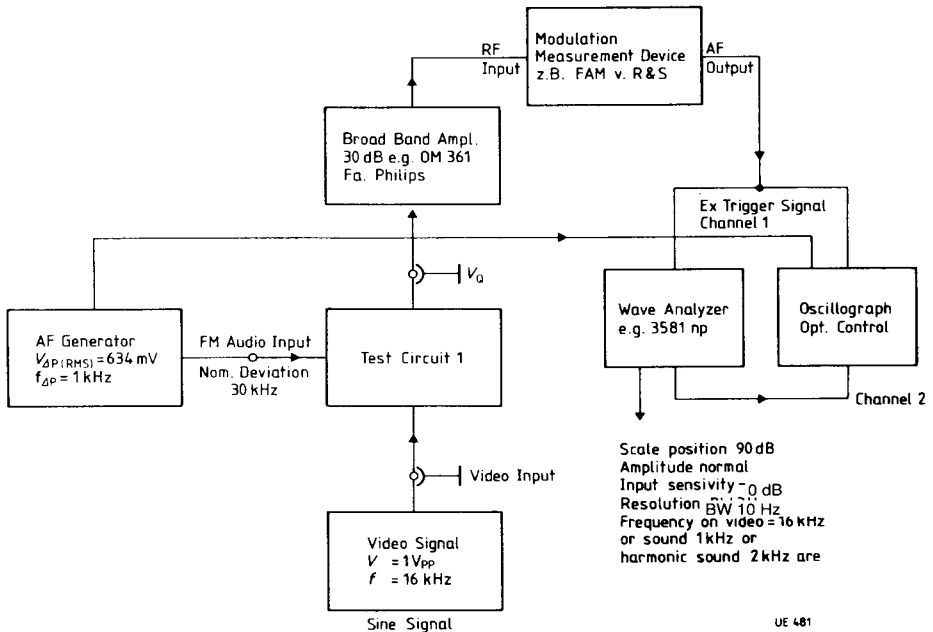 RF
Input
Modulation
Measurement Device
z.B. FAM v. R&S
AF
Output
Broad Band Ampl.
30 dB e.g. OM 361
Fa. Philips
Ex Trigger Signal
Channel 1
VQ
AF Generator
VΔP(RMS) = 634 mV
fΔP = 1 kHz
FM Audio Input
Nom. Deviation
30 kHz
Test Circuit 1
Wave Analyzer
e.g. 3581 np
Oscillograph
Opt. Control
Channel 2
Video Input
Scale position 90 dB
Amplitude normal
Input sensivity - 0 dB
Resolution BW 10 Hz
Frequency on video = 16 kHz
or sound 1 kHz or
harmonic sound 2 kHz are
Video Signal
V = 1 VPP
f = 16 kHz
Sine Signal
UE 481